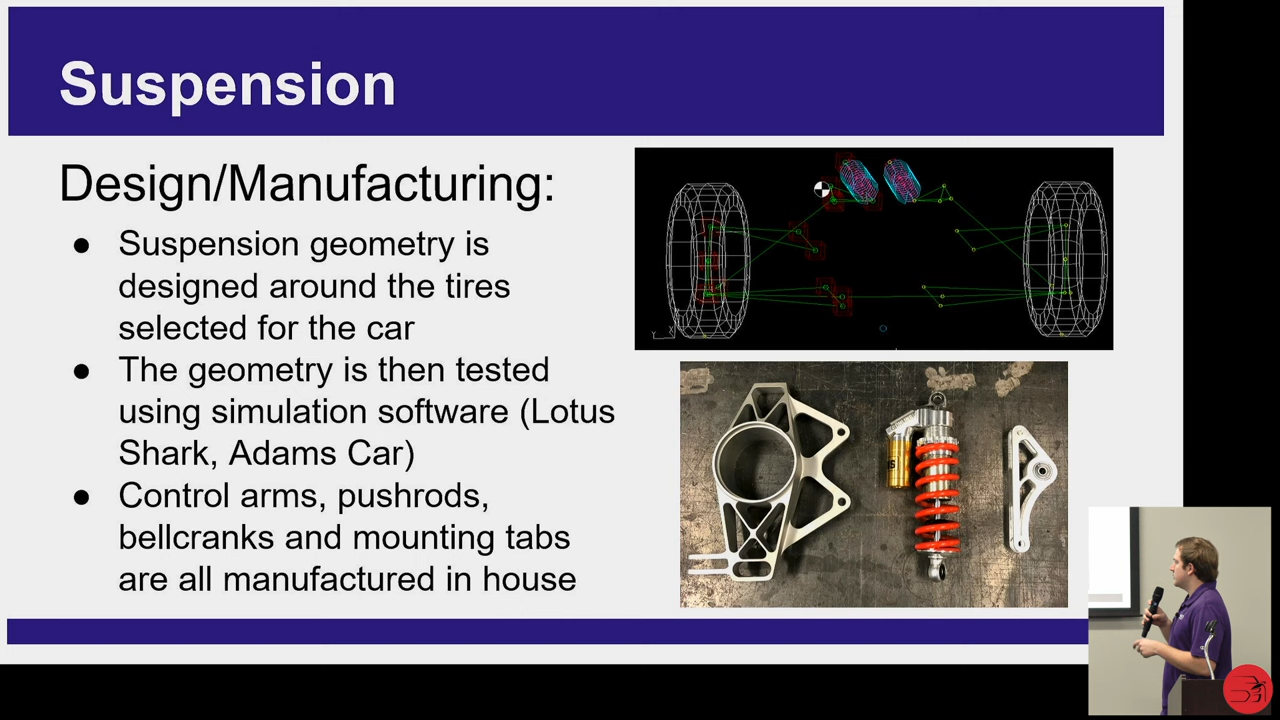 Suspension
Design/Manufacturing:
● Suspension geometry is
designed around the tires
selected for the car
● The geometry is then tested
using simulation software (Lotus
Shark, Adams Car)
● Control arms, pushrods,
bellcranks and mounting tabs
are all manufactured in house